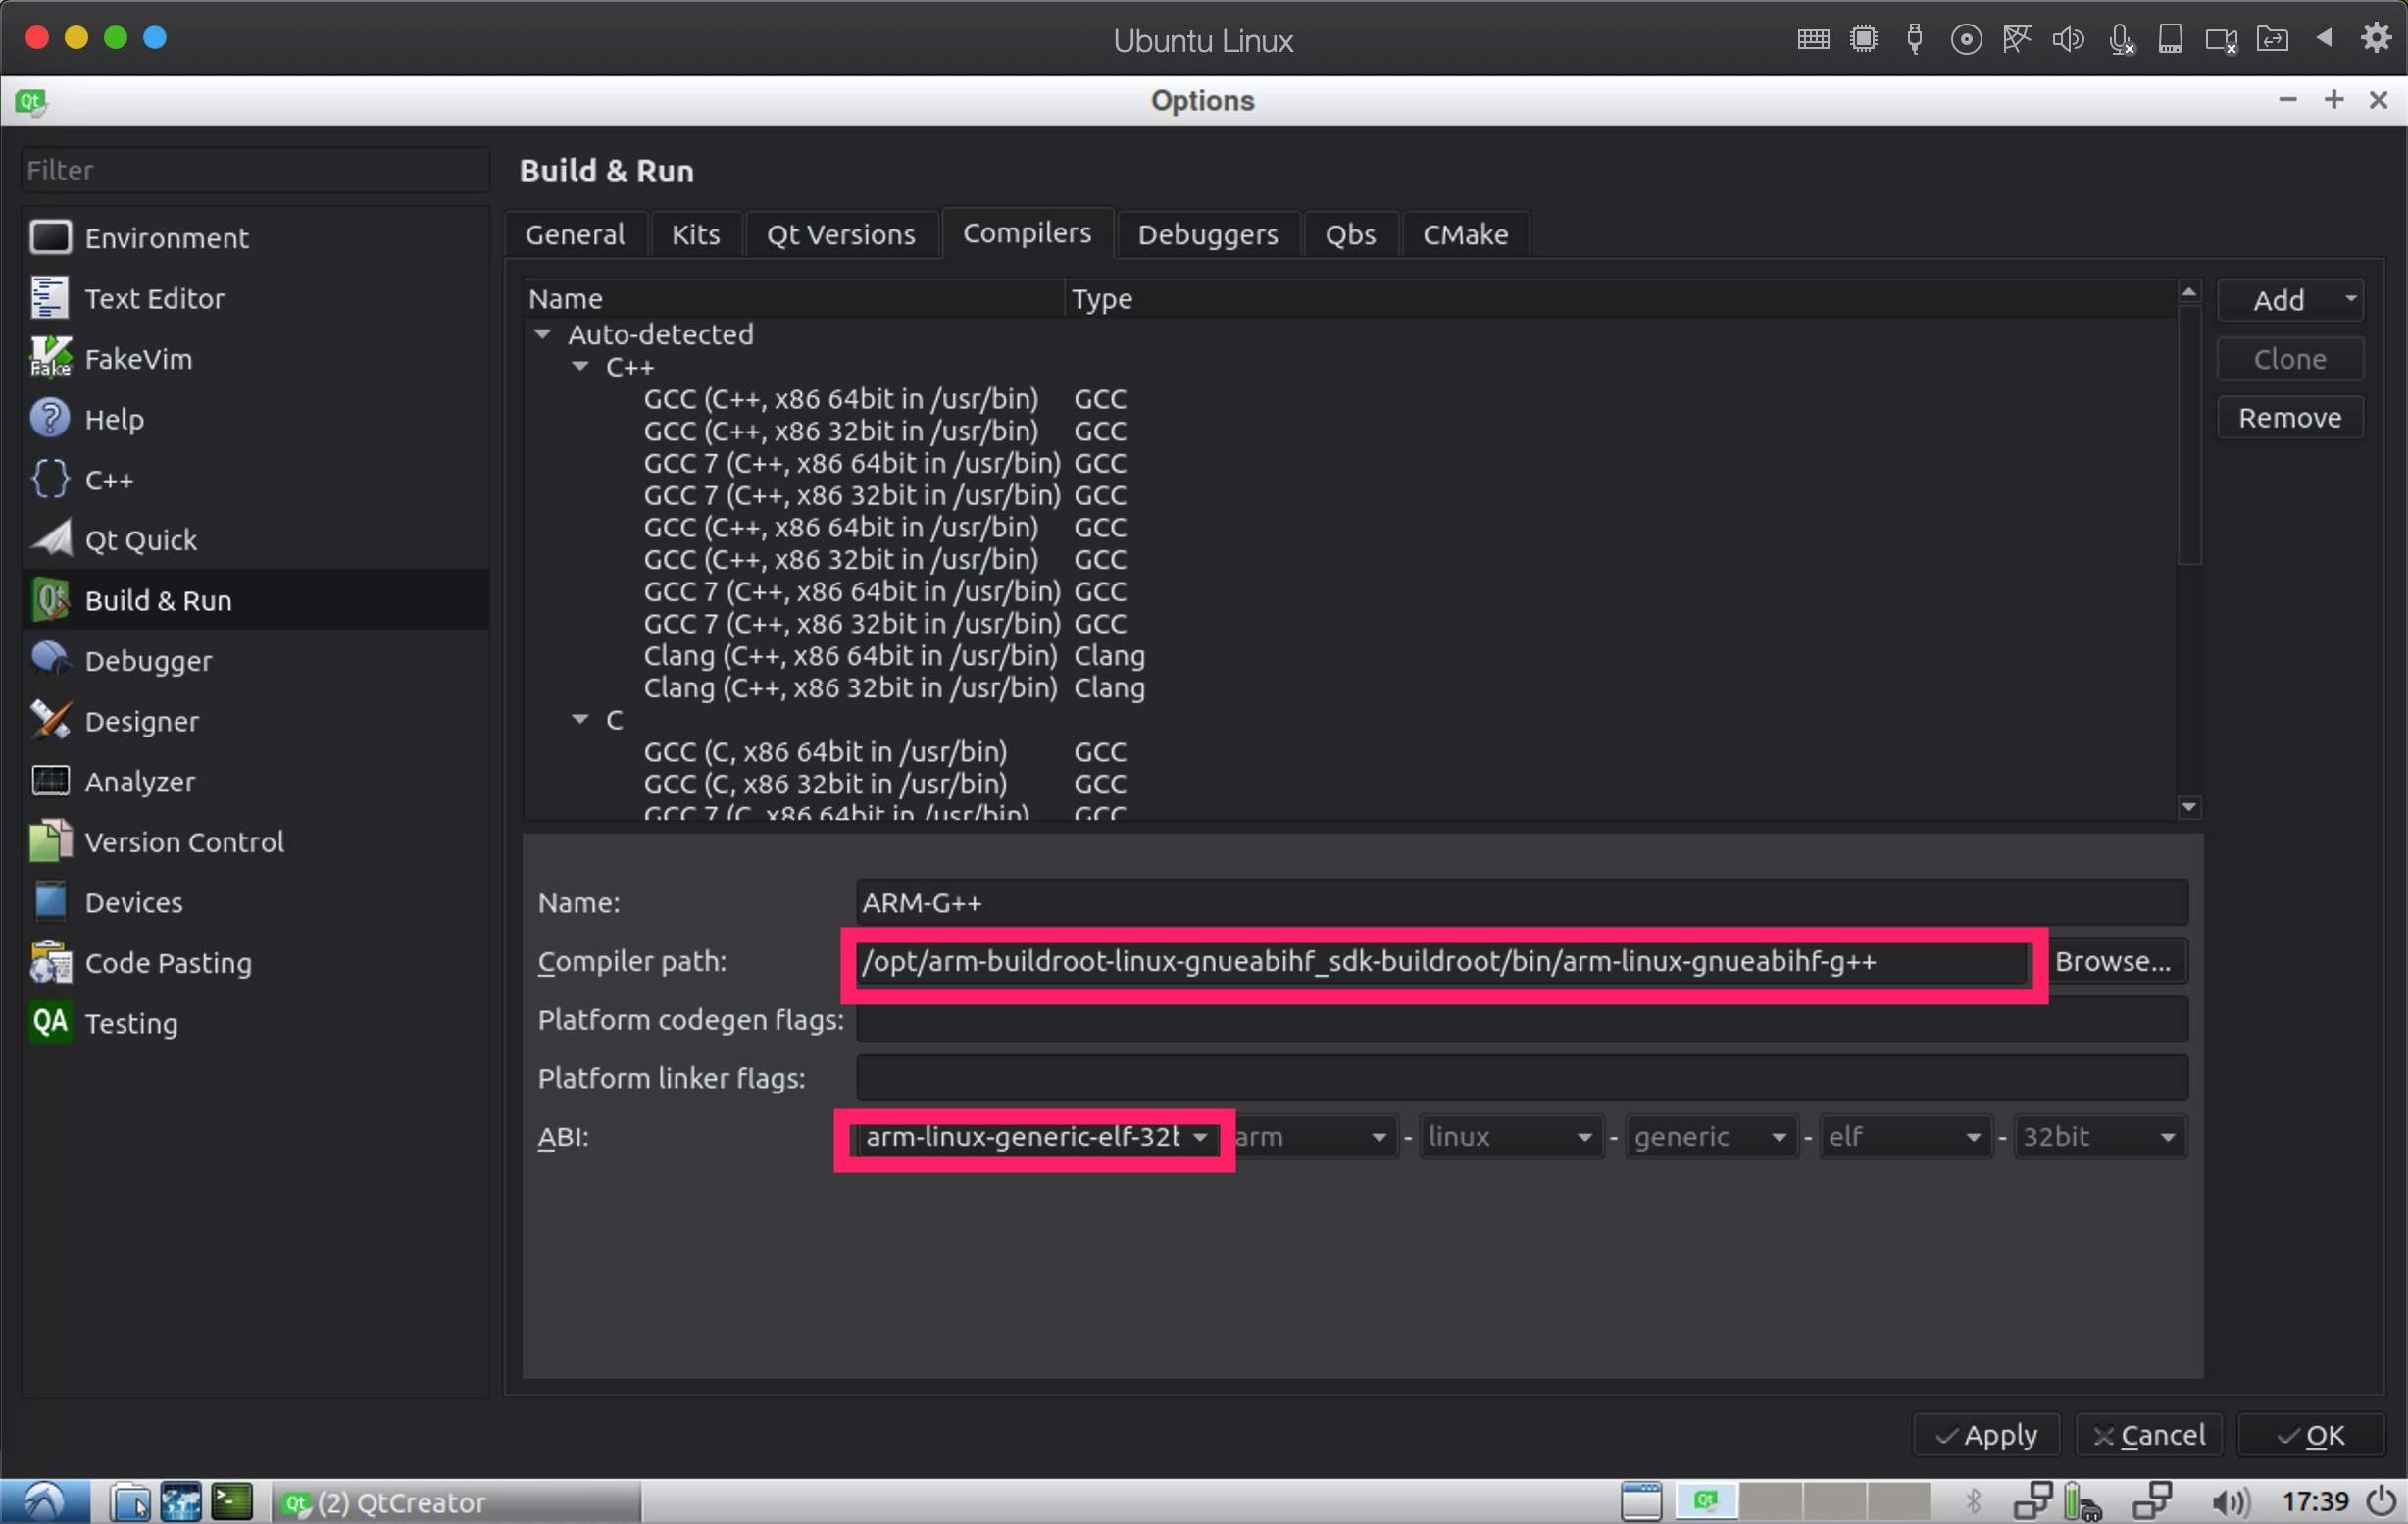 Ubuntu Linux
Options
Filter
Build & Run
Environment
Text Editor
FakeVim
Help
C++
Qt Quick
Build & Run
Debugger
Designer
Analyzer
Version Control
Devices
Code Pasting
QA Testing
General Kits Qt Versions Compilers Debuggers Qbs CMake
Name Type
Auto-detected
C++
GCC (C++, x86 64bit in /usr/bin) GCC
GCC (C++, x86 32bit in /usr/bin) GCC
GCC 7 (C++, x86 64bit in /usr/bin) GCC
GCC 7 (C++, x86 32bit in /usr/bin) GCC
GCC (C++, x86 64bit in /usr/bin) GCC
GCC (C++, x86 32bit in /usr/bin) GCC
GCC 7 (C++, x86 64bit in /usr/bin) GCC
GCC 7 (C++, x86 32bit in /usr/bin) GCC
Clang (C++, x86 64bit in /usr/bin) Clang
Clang (C++, x86 32bit in /usr/bin) Clang
C
GCC (C, x86 64bit in /usr/bin) GCC
GCC (C, x86 32bit in /usr/bin) GCC
GCC 7 (C, x86 64bit in /usr/bin) GCC
Add
Clone
Remove
Name: ARM-G++
Compiler path: /opt/arm-buildroot-linux-gnueabihf_sdk-buildroot/bin/arm-linux-gnueabihf-g++ Browse...
Platform codegen flags:
Platform linker flags:
ABI: arm-linux-generic-elf-32b arm - linux - generic - elf - 32bit
Apply Cancel OK
Qt (2) QtCreator
17:39